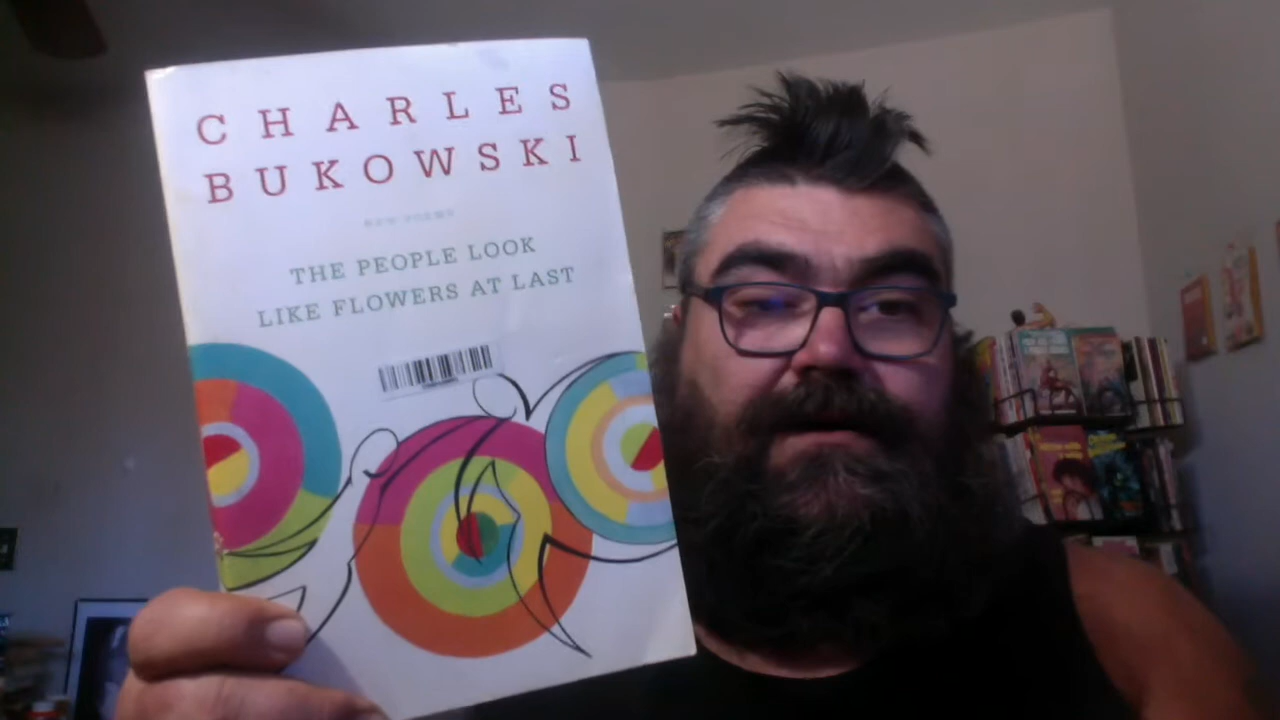 CHARLES
BUKOWSKI
NEW POEMS
THE PEOPLE LOOK
LIKE FLOWERS AT LAST